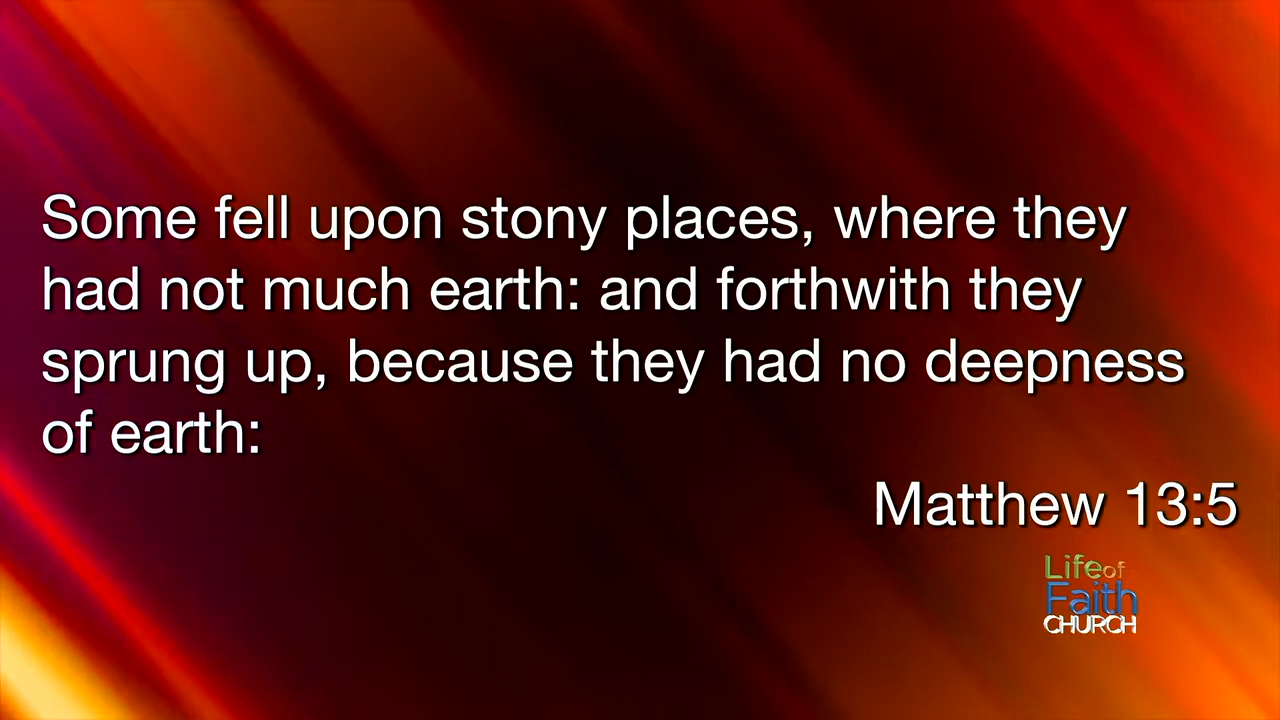 Some fell upon stony places, where they
had not much earth: and forthwith they
sprung up, because they had no deepness
of earth:
Matthew 13:5
Life of
Faith
CHURCH